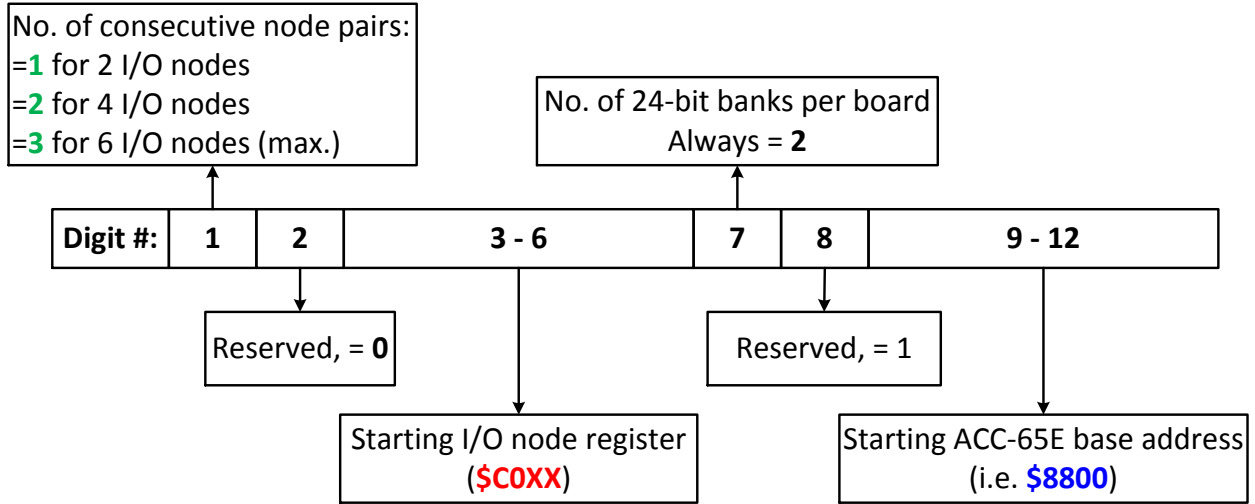 No. of consecutive node pairs:
=1 for 2 I/O nodes
=2 for 4 I/O nodes
=3 for 6 I/O nodes (max.)
No. of 24-bit banks per board
Always = 2
Digit #: 1 2 3 - 6 7 8 9 - 12
Reserved, = 0
Reserved, = 1
Starting I/O node register
($C0XX)
Starting ACC-65E base address
(i.e. $8800)